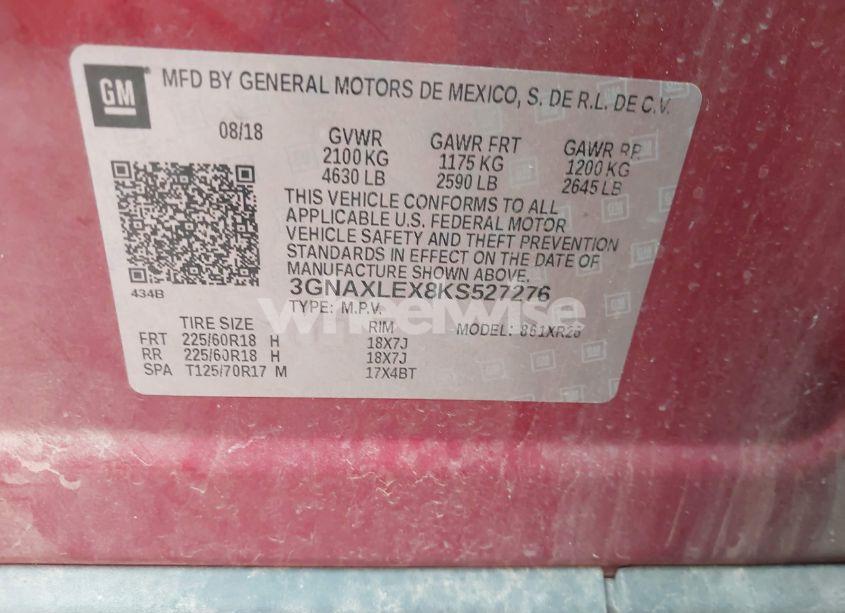 GM
MFD BY GENERAL MOTORS DE MEXICO, S. DE R.L. DE C.V.
08/18
GVWR GAWR FRT GAWR RR
2100 KG 1175 KG 1200 KG
4630 LB 2590 LB 2645 LB
THIS VEHICLE CONFORMS TO ALL
APPLICABLE U.S. FEDERAL MOTOR
VEHICLE SAFETY AND THEFT PREVENTION
STANDARDS IN EFFECT ON THE DATE OF
MANUFACTURE SHOWN ABOVE.
434B
3GNAXLEX8KS527276
TYPE: M.P.V. MODEL:
wheelwise
TIRE SIZE RIM
FRT 225/60R18 H 18X7J
RR 225/60R18 H 18X7J
SPA T125/70R17 M 17X4BT